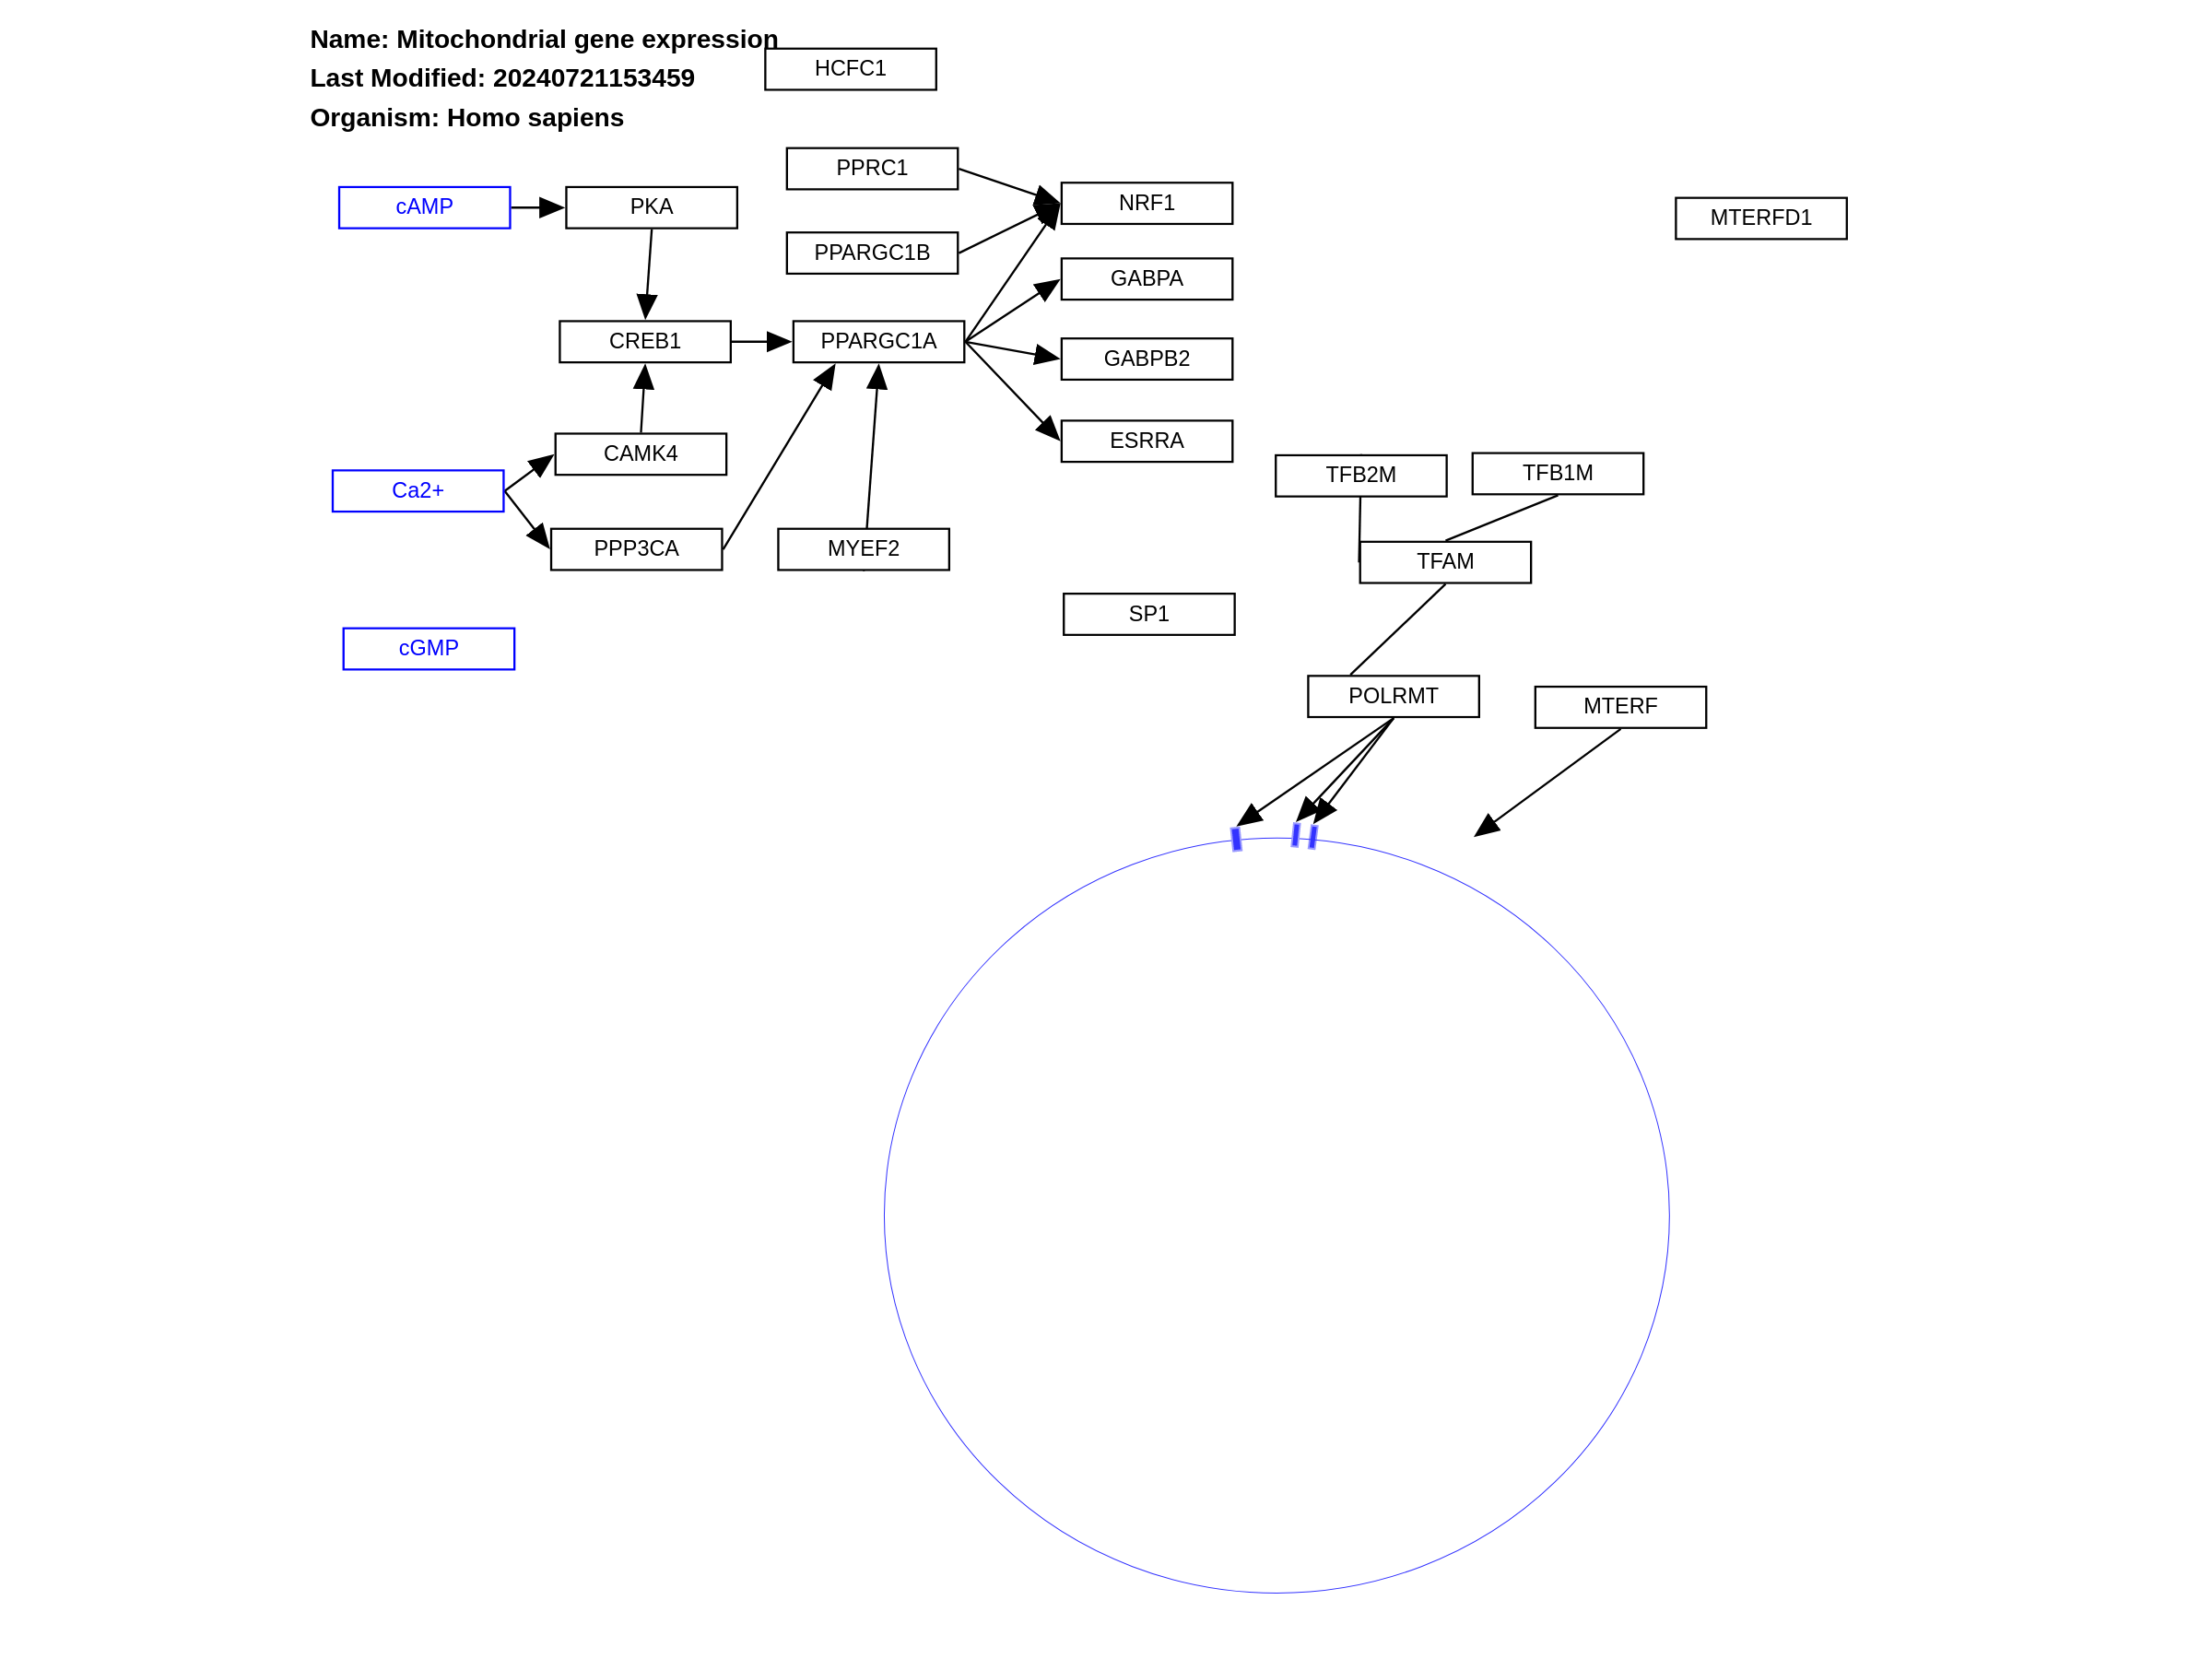 Name: Mitochondrial gene expression
Last Modified: 20240721153459
Organism: Homo sapiens
HCFC1
PPRC1
cAMP
PKA
NRF1
MTERFD1
PPARGC1B
GABPA
CREB1
PPARGC1A
GABPB2
ESRRA
CAMK4
TFB2M
TFB1M
Ca2+
PPP3CA
MYEF2
TFAM
SP1
cGMP
POLRMT
MTERF